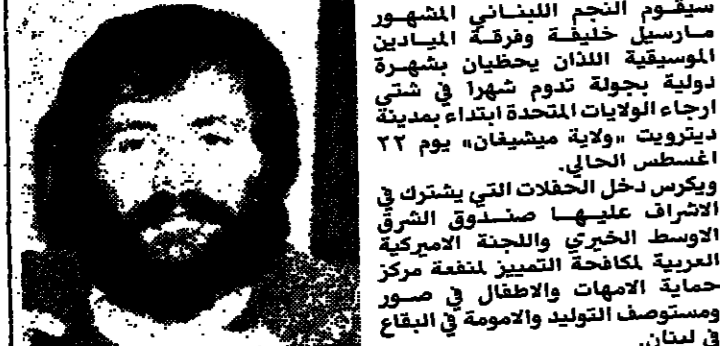 سيقوم النجم اللبناني المشهور
مارسيل خليفة وفرقة الميادين
الموسيقية اللذان يحظيان بشهرة
دولية بجولة تدوم شهرا في شتى
ارجاء الولايات المتحدة ابتداء بمدينة
ديترويت «ولاية ميشيغان» يوم ٢٢
اغسطس الحالي.
ويكرس دخل الحفلات التي يشترك في
الاشراف عليها صندوق الشرق
الاوسط الخيري واللجنة الاميركية
العربية لمكافحة التمييز لمنفعة مركز
حماية الامهات والاطفال في صور
ومستوصف التوليد والامومة في البقاع
في لبنان.